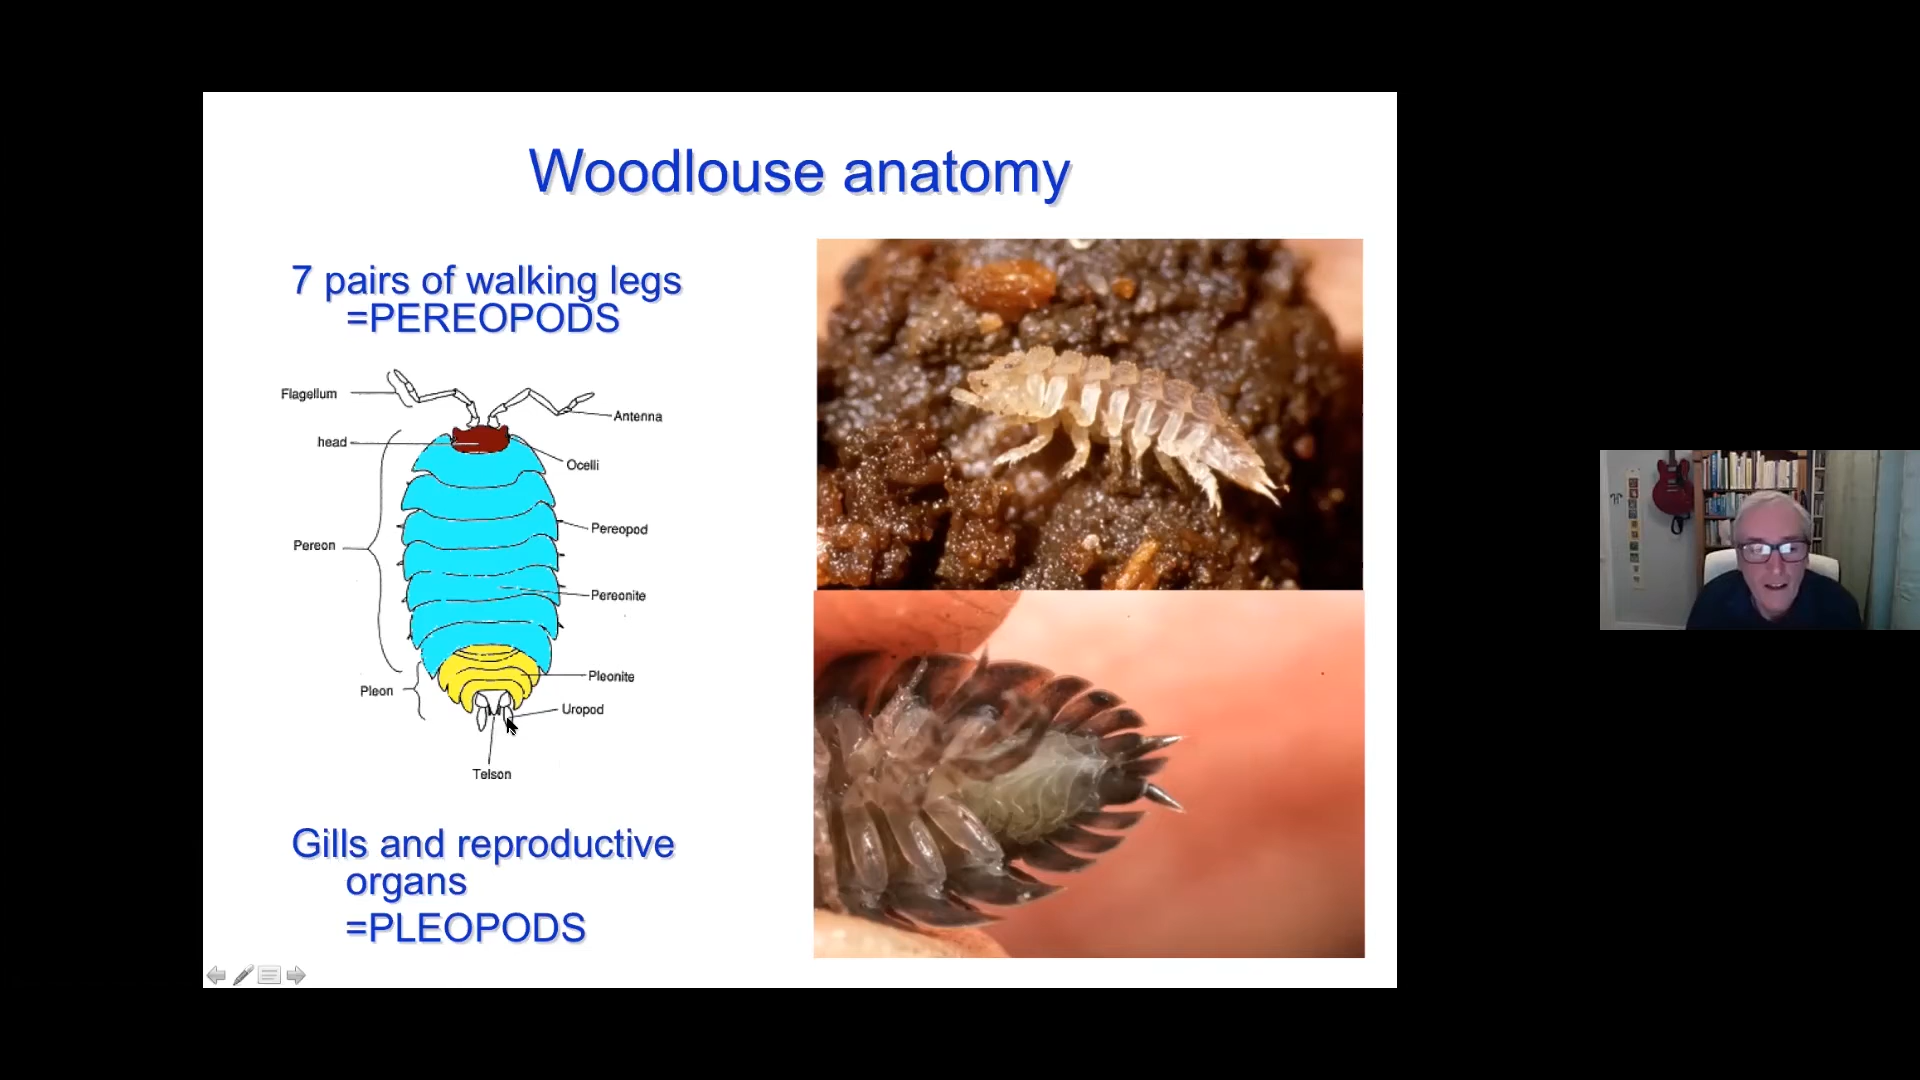 Woodlouse anatomy
7 pairs of walking legs
=PEREOPODS
Flagellum
Antenna
head
Ocelli
Pereopod
Pereon
Pereonite
Pleonite
Pleon
Uropod
Telson
Gills and reproductive
organs
=PLEOPODS